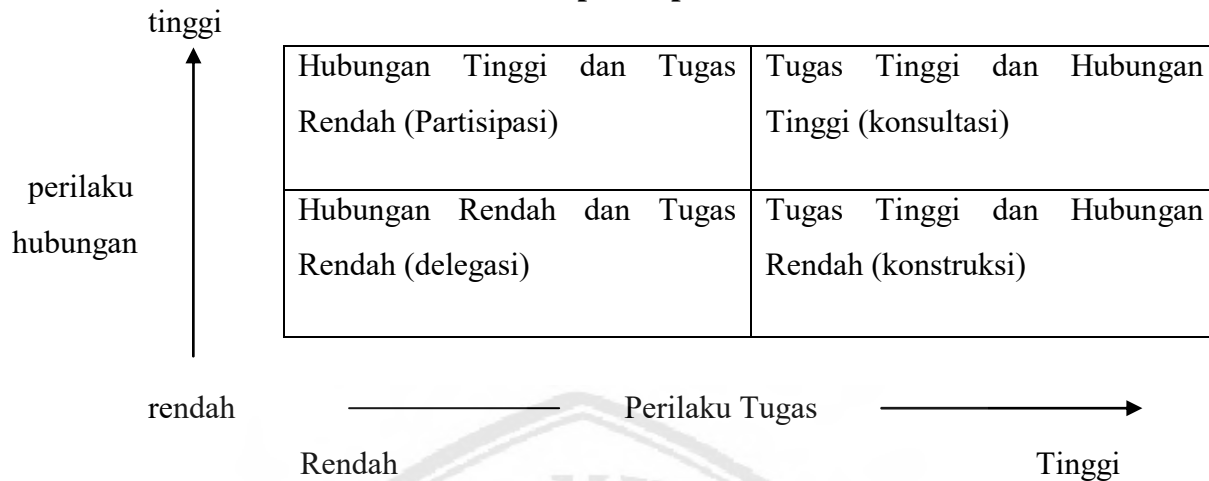 tinggi
Hubungan Tinggi dan Tugas
Rendah (Partisipasi)
Tugas Tinggi dan Hubungan
Tinggi (konsultasi)
perilaku
hubungan
Hubungan Rendah dan Tugas
Rendah (delegasi)
Tugas Tinggi dan Hubungan
Rendah (konstruksi)
rendah
Perilaku Tugas
Rendah
Tinggi